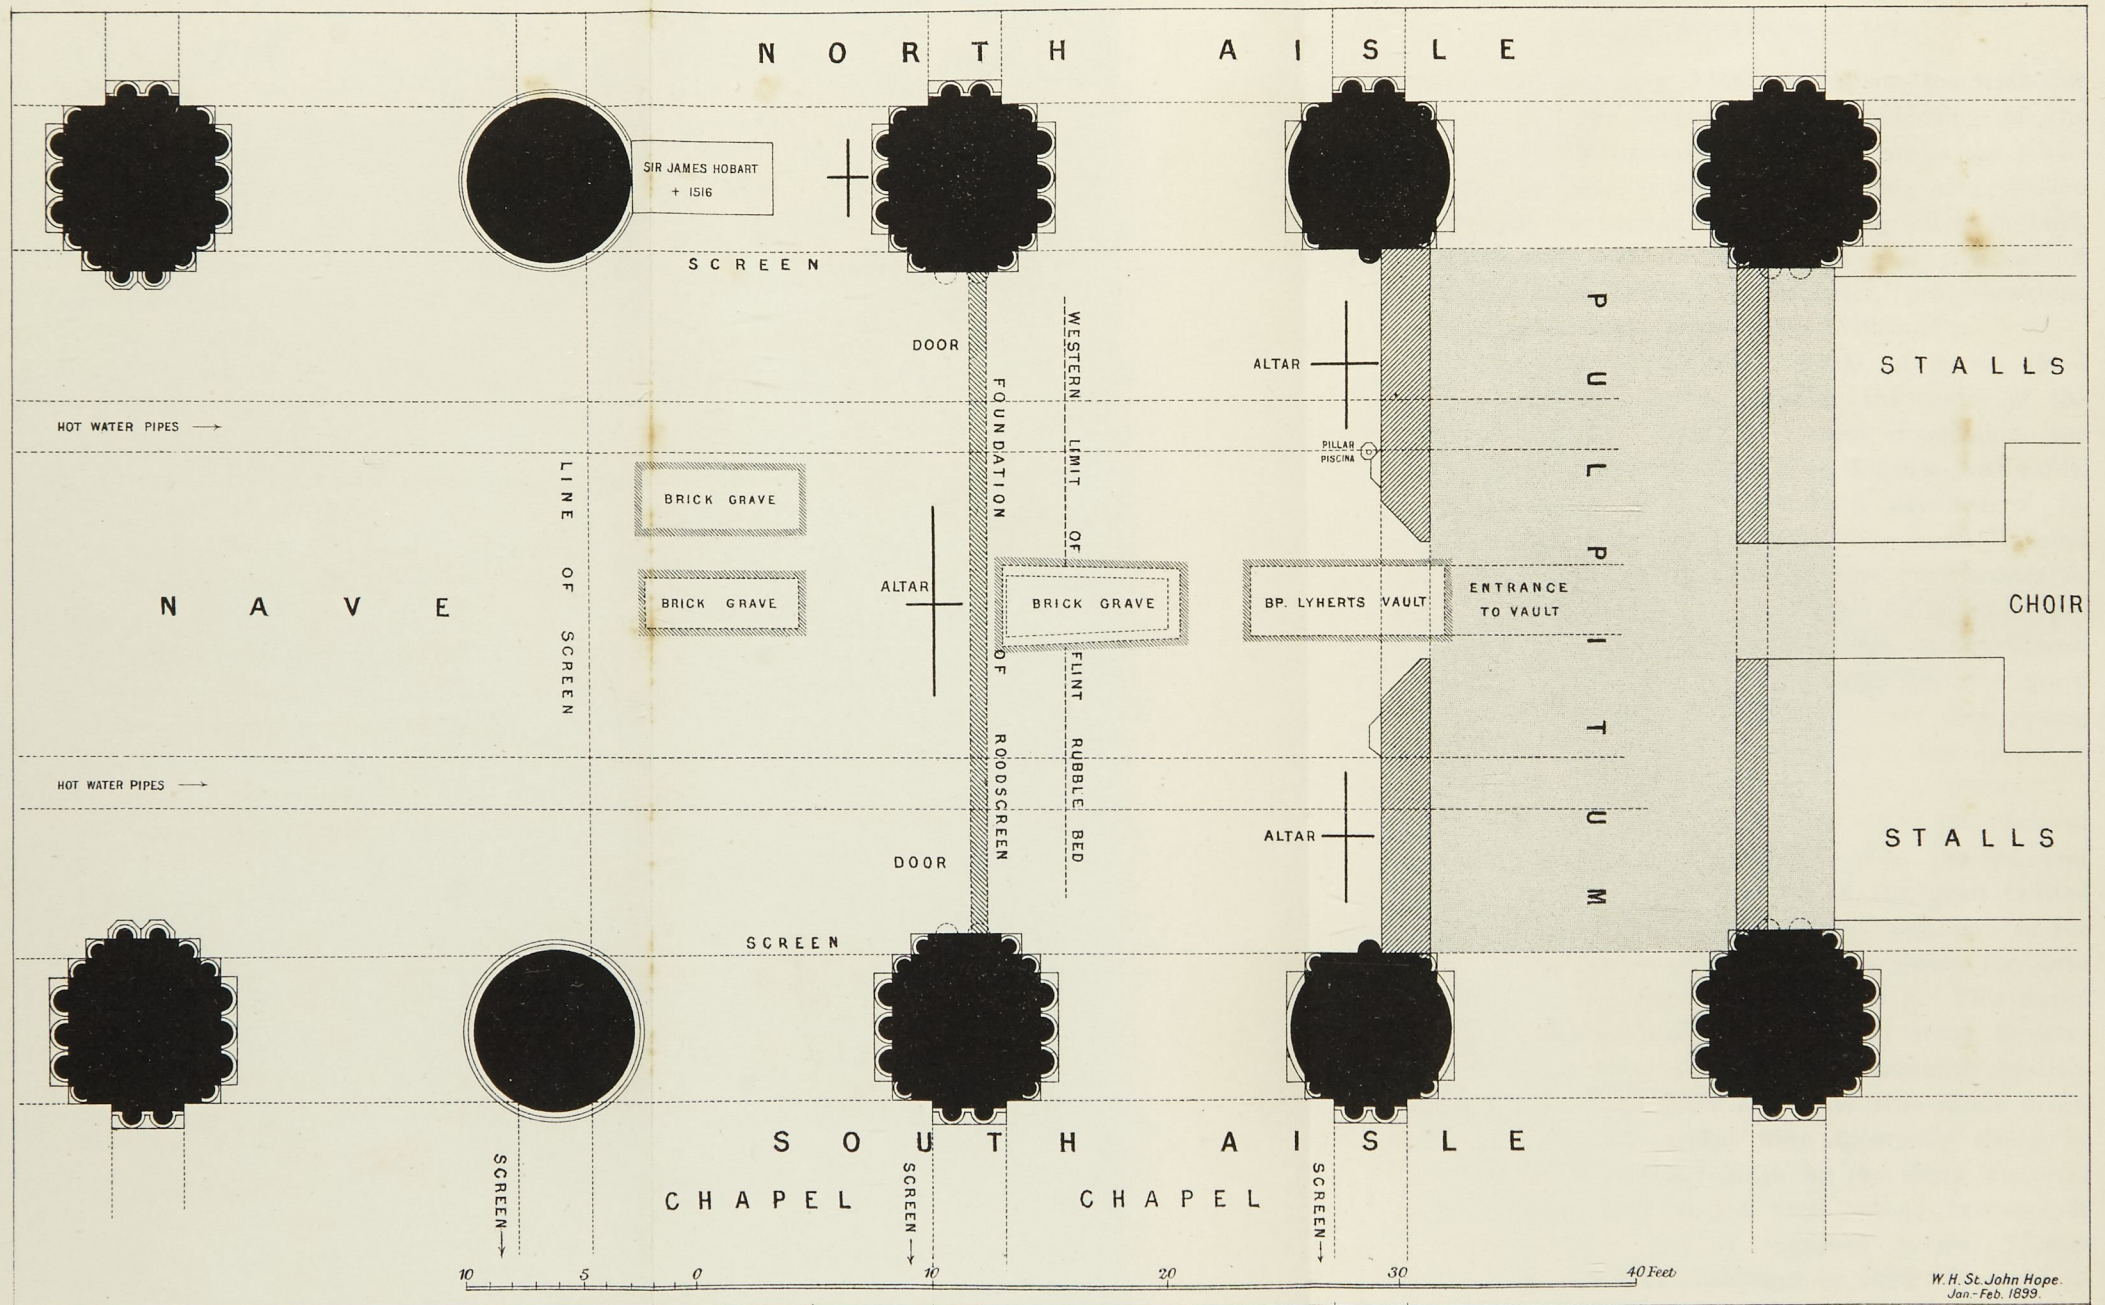 NORTH AISLE
SIR JAMES HOBART
+ 1516
SCREEN
DOOR
WESTERN LIMIT OF FLINT RUBBLE BED
FOUNDATION OF ROODSCREEN
ALTAR
PULPITUM
STALLS
HOT WATER PIPES →
PILLAR
PISCINA
LINE OF SCREEN
BRICK GRAVE
NAVE
ALTAR
BRICK GRAVE
BRICK GRAVE
BP. LYHERTS VAULT
ENTRANCE
TO VAULT
CHOIR
HOT WATER PIPES →
ALTAR
STALLS
DOOR
SCREEN
SOUTH AISLE
SCREEN →
CHAPEL
SCREEN →
CHAPEL
SCREEN →
10 5 0 10 20 30 40 Feet
W. H. St. John Hope.
Jan.-Feb. 1899.